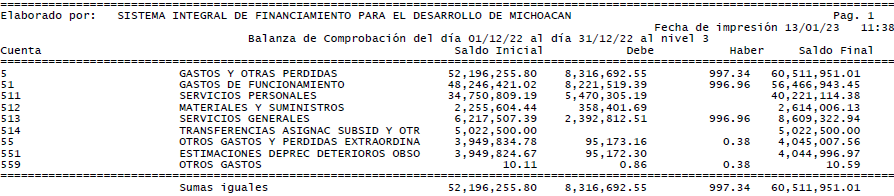 Elaborado por: SISTEMA INTEGRAL DE FINANCIAMIENTO PARA EL DESARROLLO DE MICHOACAN Pag. 1
Fecha de impresión 13/01/23 11:38
Balanza de Comprobación del día 01/12/22 al día 31/12/22 al nivel 3
Cuenta Saldo Inicial Debe Haber Saldo Final
5 GASTOS Y OTRAS PERDIDAS 52,196,255.80 8,316,692.55 997.34 60,511,951.01
51 GASTOS DE FUNCIONAMIENTO 48,246,421.02 8,221,519.39 996.96 56,466,943.45
511 SERVICIOS PERSONALES 34,750,809.19 5,470,305.19 40,221,114.38
512 MATERIALES Y SUMINISTROS 2,255,604.44 358,401.69 2,614,006.13
513 SERVICIOS GENERALES 6,217,507.39 2,392,812.51 996.96 8,609,322.94
514 TRANSFERENCIAS ASIGNAC SUBSID Y OTR 5,022,500.00 5,022,500.00
55 OTROS GASTOS Y PERDIDAS EXTRAORDINA 3,949,834.78 95,173.16 0.38 4,045,007.56
551 ESTIMACIONES DEPREC DETERIOROS OBSO 3,949,824.67 95,172.30 4,044,996.97
559 OTROS GASTOS 10.11 0.86 0.38 10.59
Sumas iguales 52,196,255.80 8,316,692.55 997.34 60,511,951.01